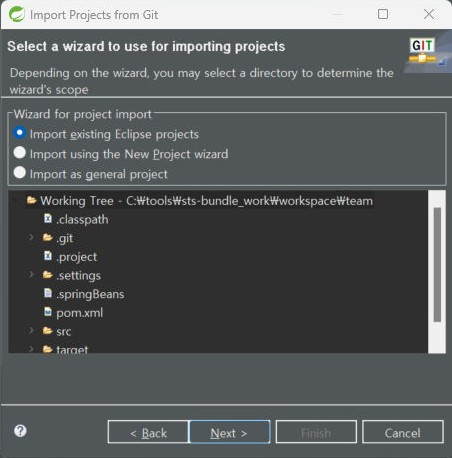 Import Projects from Git
Select a wizard to use for importing projects
GIT
Depending on the wizard, you may select a directory to determine the
wizard's scope
Wizard for project import
Import existing Eclipse projects
Import using the New Project wizard
Import as general project
Working Tree - C:₩tools₩sts-bundle_work₩workspace₩team
.classpath
.git
.project
.settings
.springBeans
pom.xml
src
target
?
< Back
Next >
Finish
Cancel